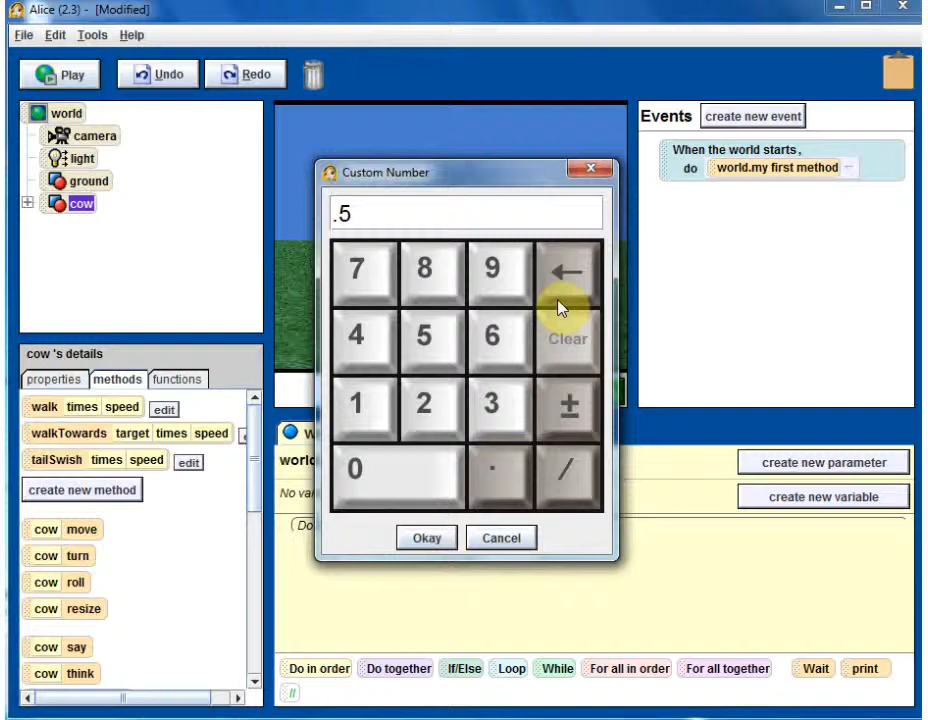 Alice (2.3) - [Modified]
File Edit Tools Help
Play Undo Redo
world
camera
light
ground
cow
Events create new event
When the world starts,
do world.my first method
Custom Number
.5
7 8 9 ←
4 5 6 Clear
1 2 3 ±
0 . /
Okay Cancel
cow 's details
properties methods functions
walk times speed edit
walkTowards target times speed
tailSwish times speed edit
create new method
cow move
cow turn
cow roll
cow resize
cow say
cow think
create new parameter
No create new variable
Do in order Do together If/Else Loop While For all in order For all together Wait print
//